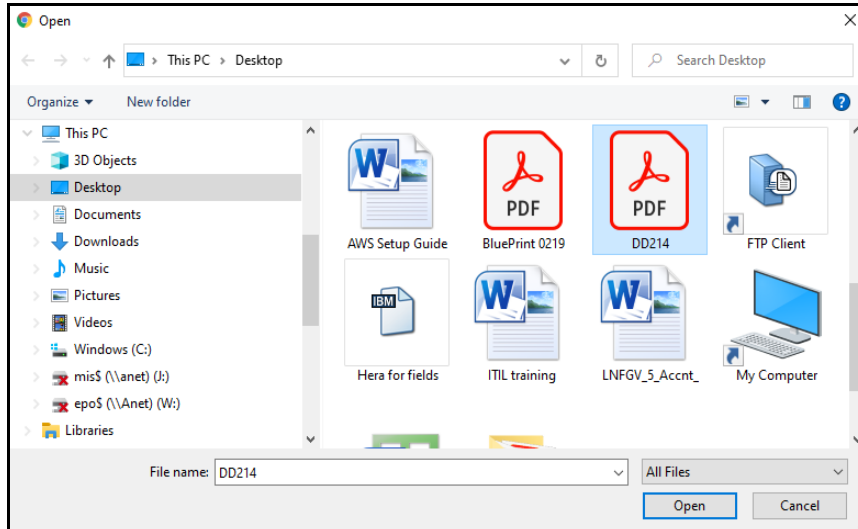 Open
This PC > Desktop
Search Desktop
Organize
New folder
?
This PC
3D Objects
Desktop
Documents
Downloads
Music
Pictures
Videos
Windows (C:)
mis$ (\\anet) (J:)
epo$ (\\Anet) (W:)
Libraries
W PDF PDF
AWS Setup Guide BluePrint 0219 DD214 FTP Client
IBM W W
Hera for fields ITIL training LNFGV_5_Accnt_ My Computer
File name: DD214 All Files
Open Cancel